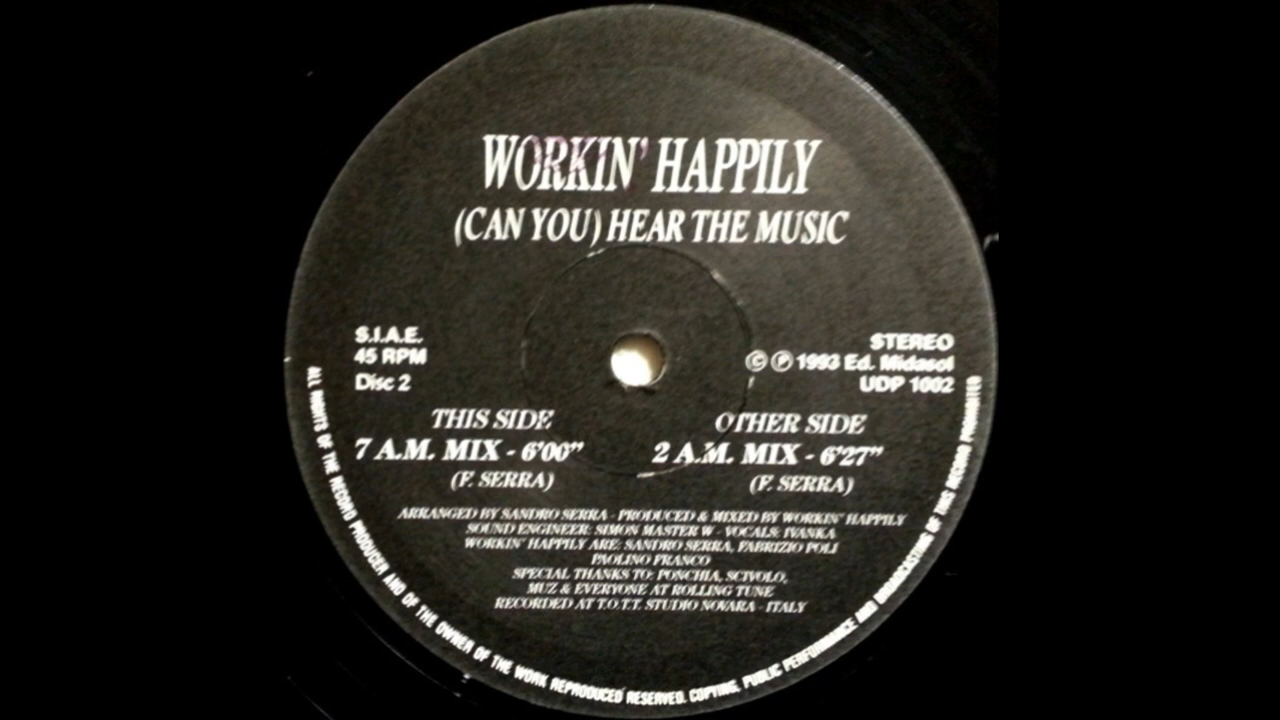 WORKIN' HAPPILY
(CAN YOU) HEAR THE MUSIC
S.I.A.E.
45 RPM
Disc 2
STEREO
© ℗ 1993 Ed. Midasol
UDP 1002
THIS SIDE
7 A.M. MIX - 6'00"
(F. SERRA)
OTHER SIDE
2 A.M. MIX - 6'27"
(F. SERRA)
ARRANGED BY SANDRO SERRA - PRODUCED & MIXED BY WORKIN' HAPPILY
SOUND ENGINEER: SIMON MASTER W - VOCALS: IVANKA
WORKIN' HAPPILY ARE: SANDRO SERRA, FABRIZIO POLI
PAOLINO FRANCO
SPECIAL THANKS TO: PONCHIA, SCIVOLO,
MUZ & EVERYONE AT ROLLING TUNE
RECORDED AT T.O.T.T. STUDIO NOVARA - ITALY
ALL RIGHTS OF THE RECORD PRODUCER AND OF THE OWNER OF THE WORK REPRODUCED RESERVED. COPYING, PUBLIC PERFORMANCE AND BROADCASTING OF THIS RECORD PROHIBITED